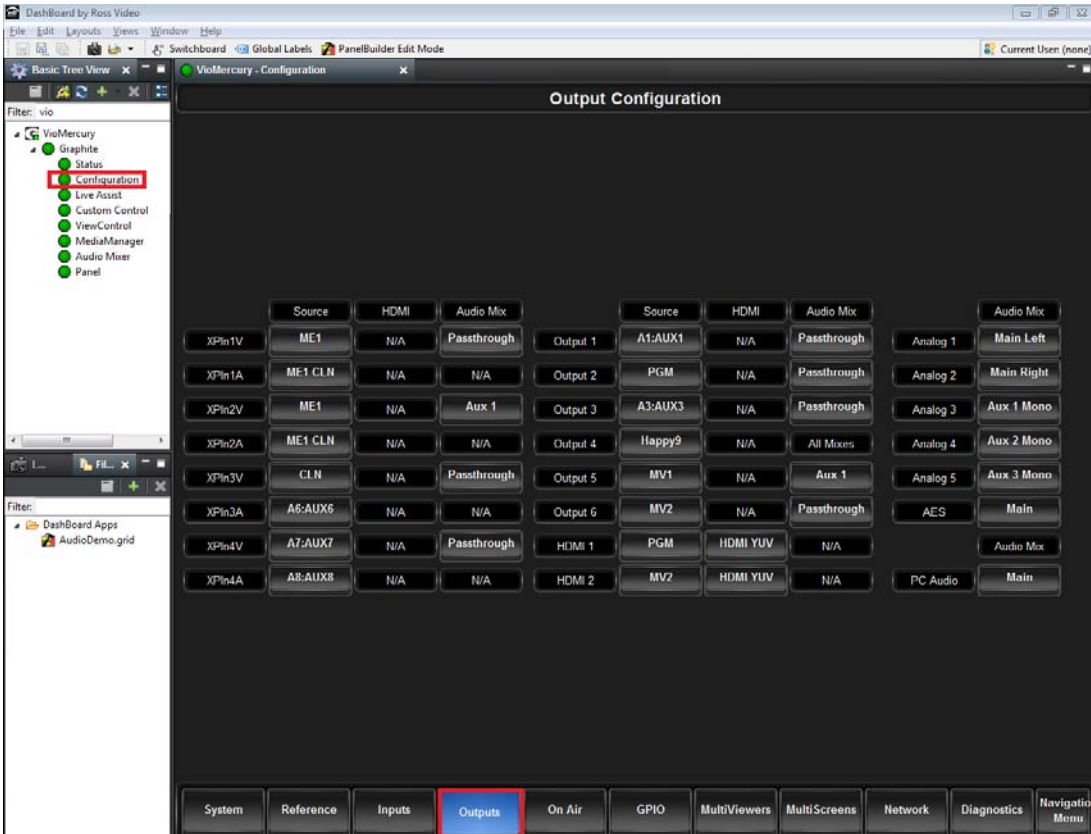 DashBoard by Ross Video
File Edit Layouts Views Window Help
Switchboard Global Labels PanelBuilder Edit Mode Current User: (none)
Basic Tree View VioMercury - Configuration
Filter: vio
VioMercury
Graphite
Status
Configuration
Live Assist
Custom Control
ViewControl
MediaManager
Audio Mixer
Panel
L... Fil...
Filter:
DashBoard Apps
AudioDemo.grid
Output Configuration
Source HDMI Audio Mix Source HDMI Audio Mix Audio Mix
XPIn1V ME1 N/A Passthrough Output 1 A1:AUX1 N/A Passthrough Analog 1 Main Left
XPIn1A ME1 CLN N/A N/A Output 2 PGM N/A Passthrough Analog 2 Main Right
XPIn2V ME1 N/A Aux 1 Output 3 A3:AUX3 N/A Passthrough Analog 3 Aux 1 Mono
XPIn2A ME1 CLN N/A N/A Output 4 Happy9 N/A All Mixes Analog 4 Aux 2 Mono
XPIn3V CLN N/A Passthrough Output 5 MV1 N/A Aux 1 Analog 5 Aux 3 Mono
XPIn3A A6:AUX6 N/A N/A Output 6 MV2 N/A Passthrough AES Main
XPIn4V A7:AUX7 N/A Passthrough HDMI 1 PGM HDMI YUV N/A Audio Mix
XPIn4A A8:AUX8 N/A N/A HDMI 2 MV2 HDMI YUV N/A PC Audio Main
System Reference Inputs Outputs On Air GPIO MultiViewers MultiScreens Network Diagnostics Navigatio
Menu